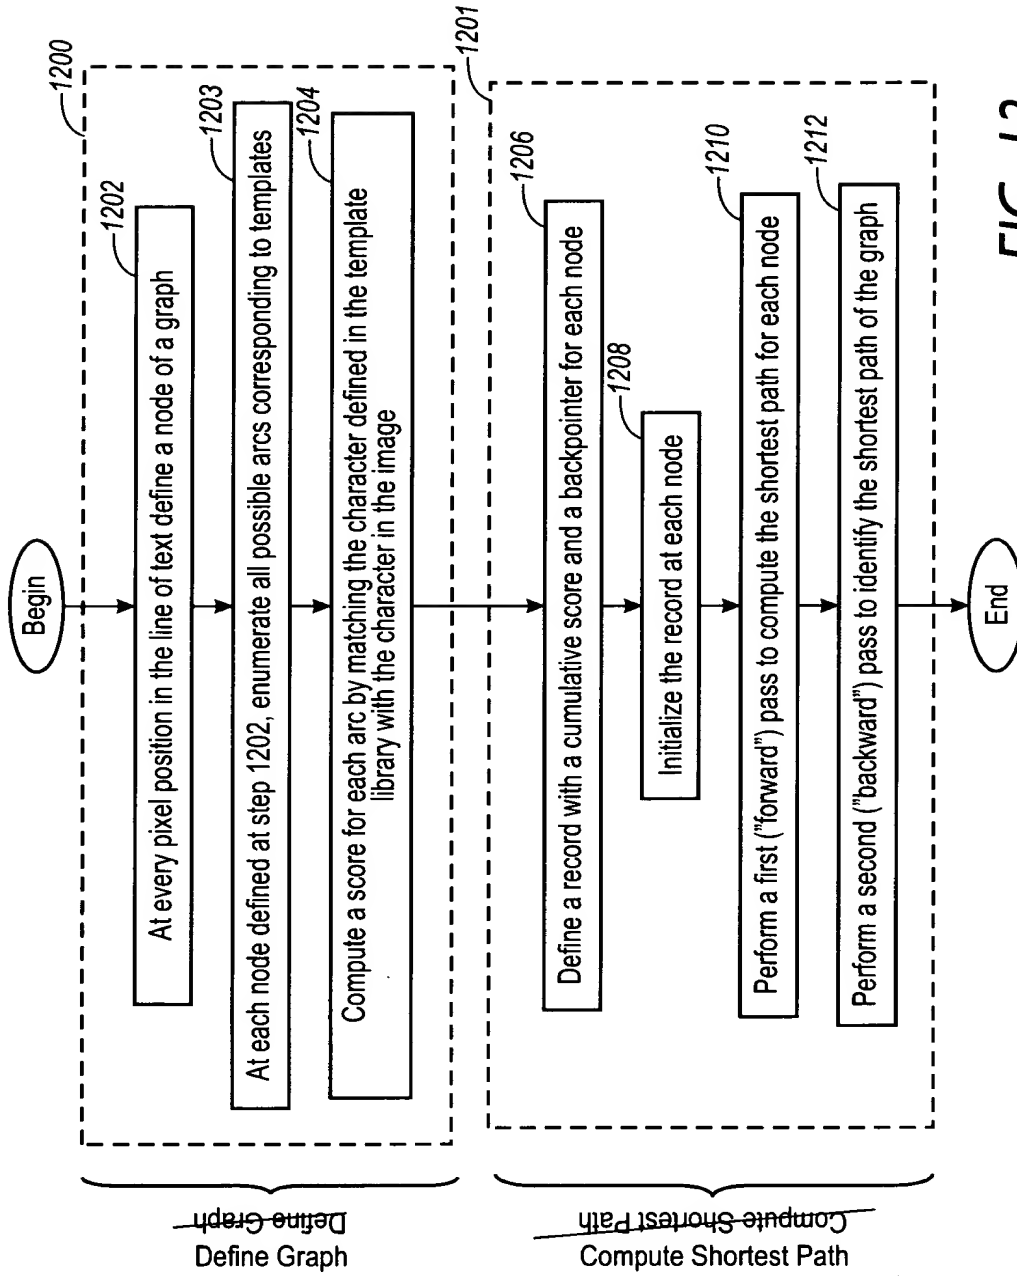 Begin
1200
1202
At every pixel position in the line of text define a node of a graph
1203
At each node defined at step 1202, enumerate all possible arcs corresponding to templates
1204
Compute a score for each arc by matching the character defined in the template
library with the character in the image
Define Graph
Define Graph
1201
1206
Define a record with a cumulative score and a backpointer for each node
1208
Initialize the record at each node
1210
Perform a first ("forward") pass to compute the shortest path for each node
1212
Perform a second ("backward") pass to identify the shortest path of the graph
Compute Shortest Path
Compute Shortest Path
End
FIG. 12